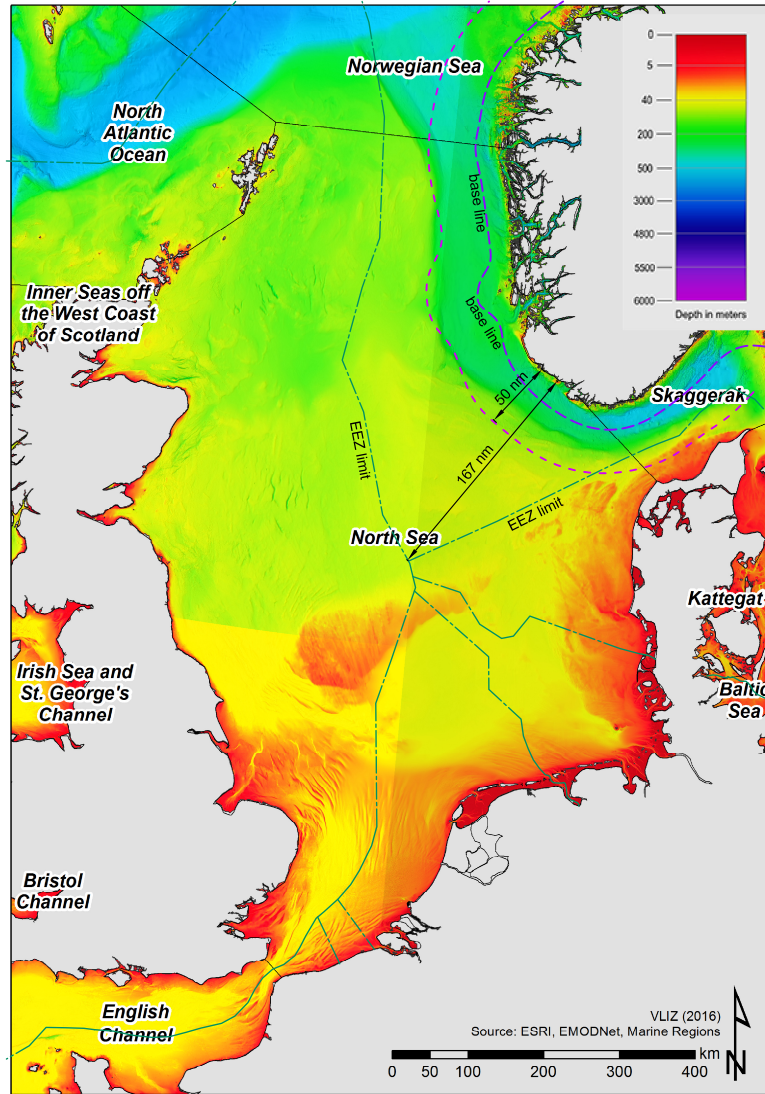 Norwegian Sea
North
Atlantic
Ocean
0
5
40
200
500
3000
4800
5500
6000
Depth in meters
base line
base line
Inner Seas off
the West Coast
of Scotland
50 nm
167 nm
Skaggerak
EEZ limit
EEZ limit
North Sea
Kattegat
Irish Sea and
St. George's
Channel
Baltic
Sea
Bristol
Channel
English
Channel
VLIZ (2016)
Source: ESRI, EMODNet, Marine Regions
N
km
0 50 100 200 300 400